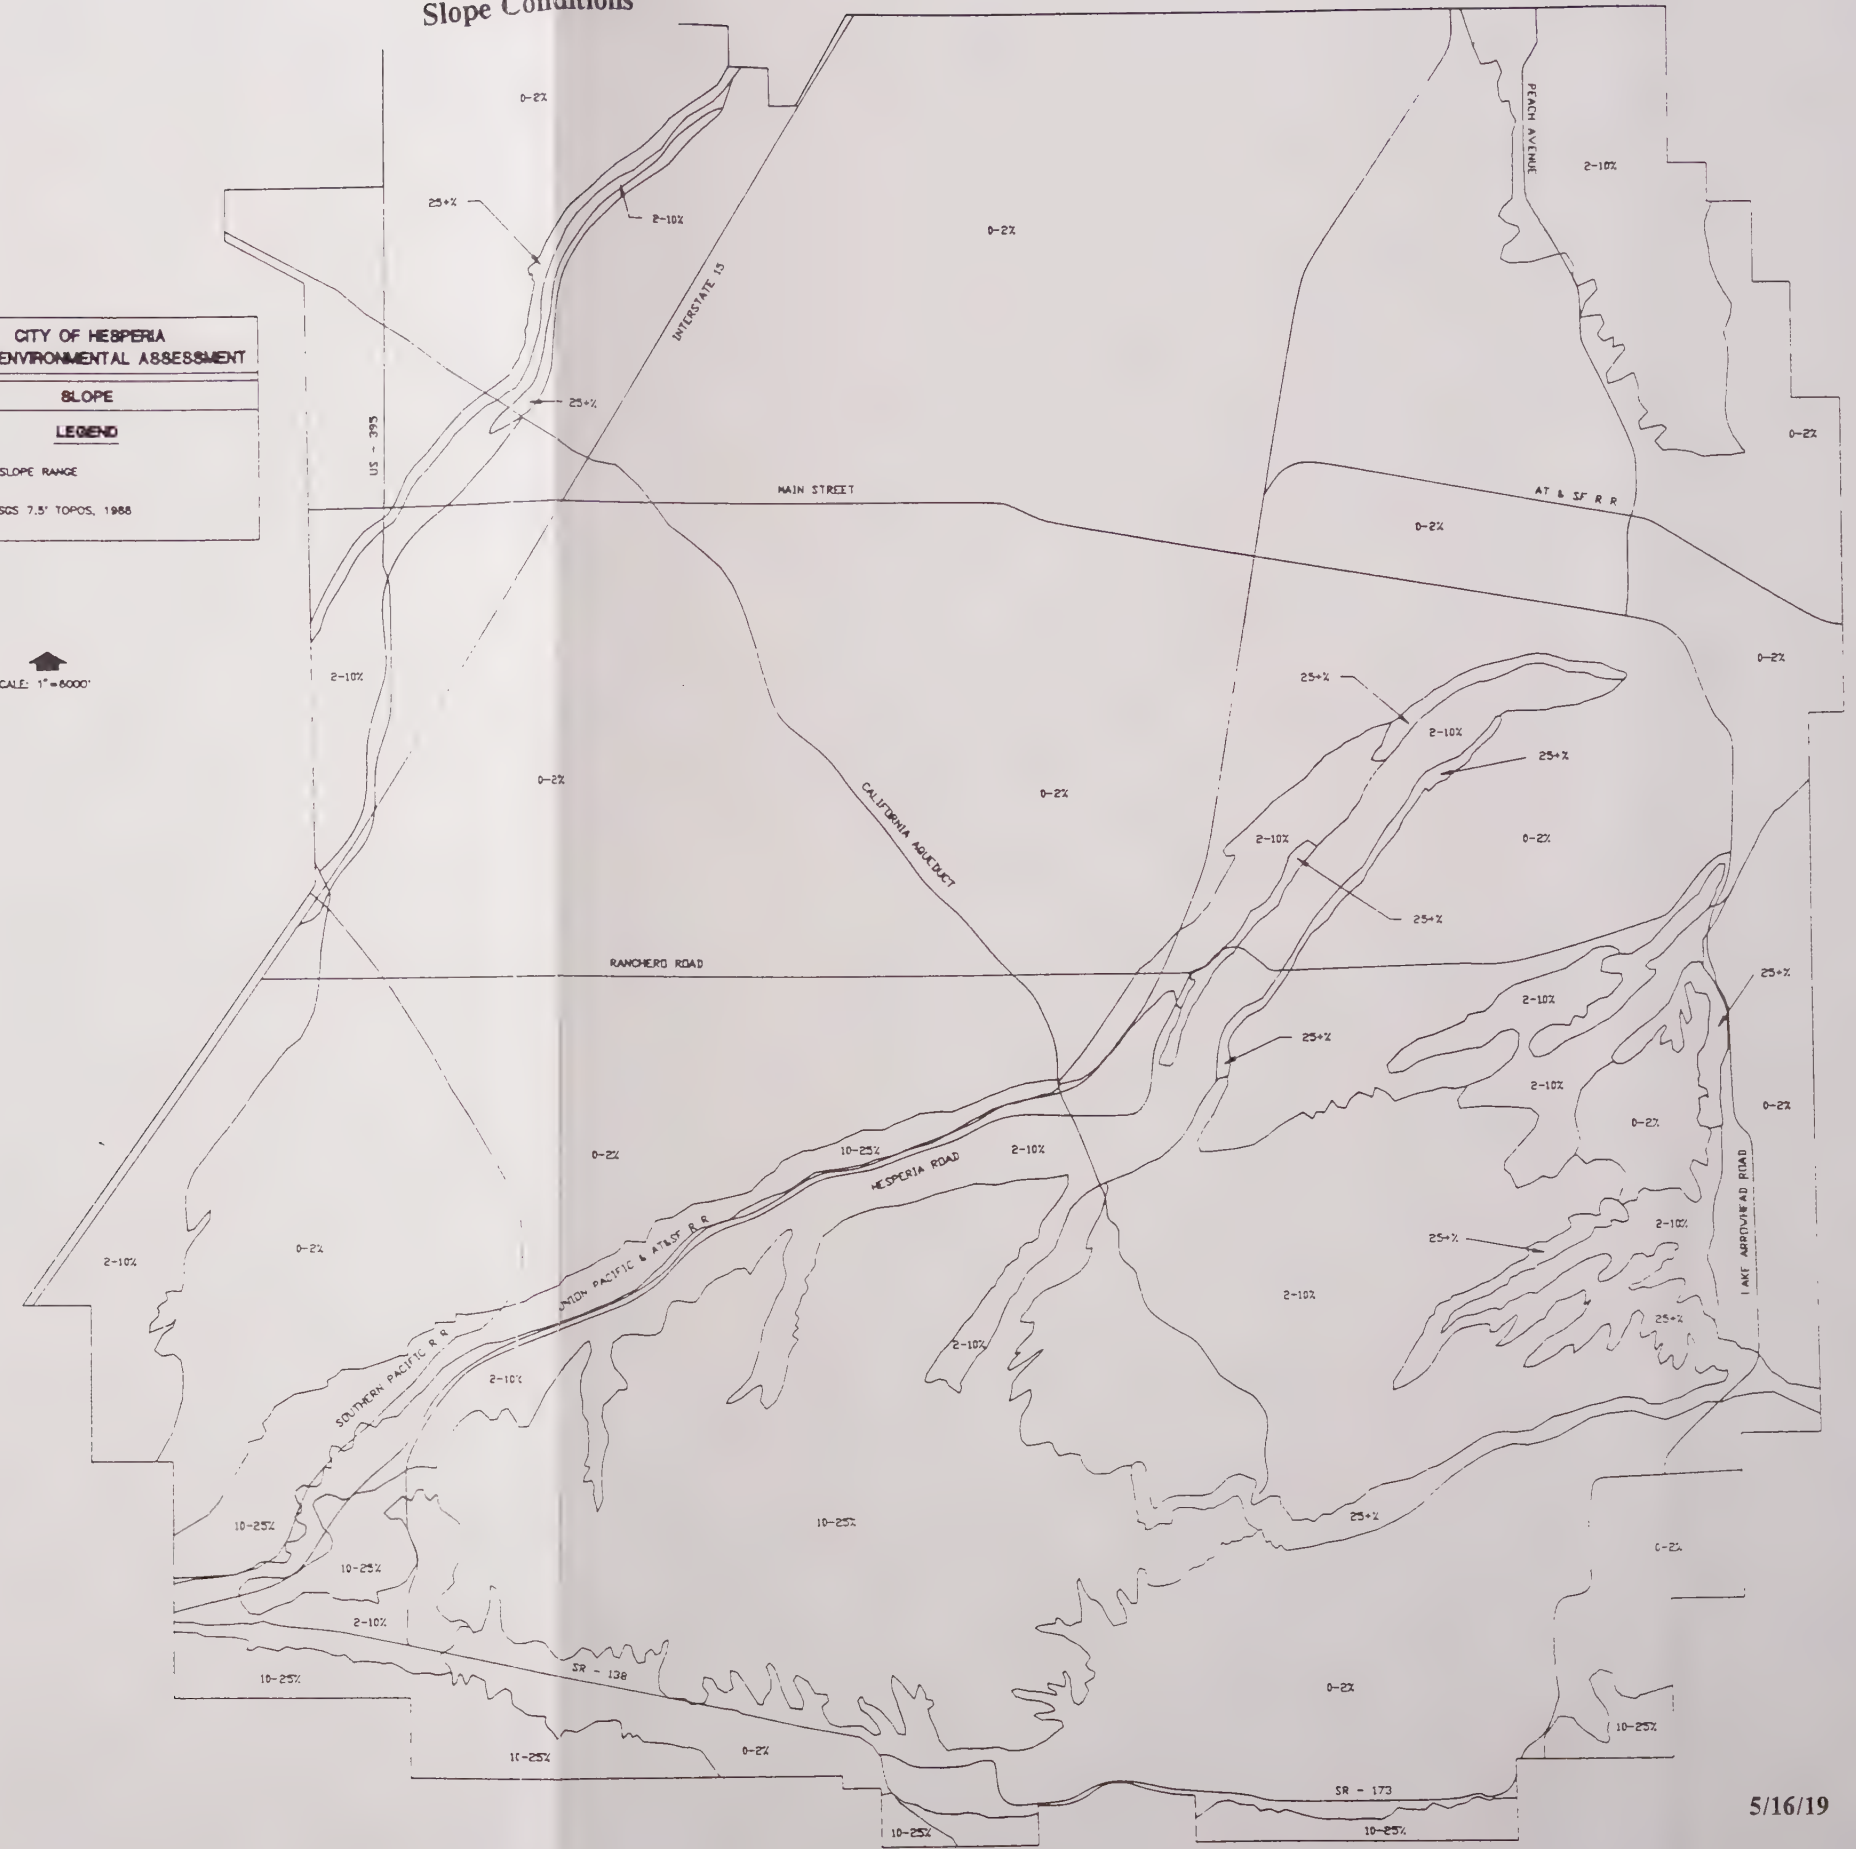 Slope Conditions
0-2%
PEACH AVENUE
2-10%
25+%
2-10%
0-2%
INTERSTATE 15
CITY OF HESPERIA
ENVIRONMENTAL ASSESSMENT
SLOPE
LEGEND
SLOPE RANGE
7.5' TOPOS, 1988
US - 395
25+%
0-2%
MAIN STREET
AT & SF R R
0-2%
0-2%
SCALE: 1"=6000'
2-10%
25+%
2-10%
25+%
0-2%
0-2%
CALIFORNIA AQUEDUCT
2-10%
0-2%
25+%
RANCHERO ROAD
25+%
2-10%
25+%
2-10%
0-2%
0-2%
0-2%
10-25%
2-10%
HESPERIA ROAD
LAKE ARROWHEAD ROAD
2-10%
25+%
UNION PACIFIC & AT&SF R R
0-2%
2-10%
2-10%
25+%
2-10%
SOUTHERN PACIFIC R R
2-10%
10-25%
10-25%
25+%
0-2%
10-25%
2-10%
10-25%
SR - 138
0-2%
10-25%
10-25%
0-2%
SR - 173
10-25%
10-25%
5/16/19